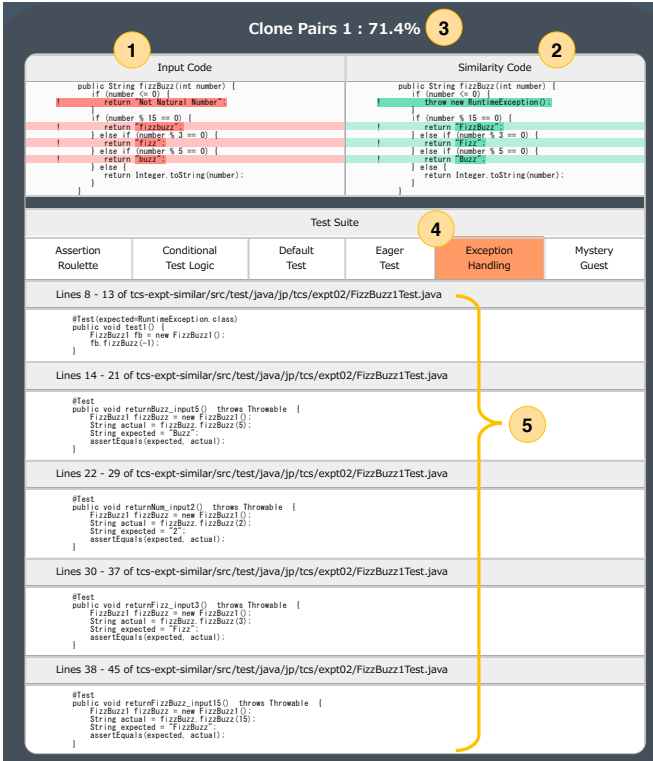 Clone Pairs 1 : 71.4% 3
1 2
Input Code Similarity Code
public String fizzBuzz(int number) {
if (number <= 0) {
! return "Not Natural Number";
}
if (number % 15 == 0) {
! return "fizzbuzz";
} else if (number % 3 == 0) {
! return "fizz";
} else if (number % 5 == 0) {
! return "buzz";
} else {
return Integer.toString(number);
}
}
public String fizzBuzz(int number) {
if (number <= 0) {
! throw new RuntimeException();
}
if (number % 15 == 0) {
! return "FizzBuzz";
} else if (number % 3 == 0) {
! return "Fizz";
} else if (number % 5 == 0) {
! return "Buzz";
} else {
return Integer.toString(number);
}
}
Test Suite
4
Assertion Roulette
Conditional Test Logic
Default Test
Eager Test
Exception Handling
Mystery Guest
Lines 8 - 13 of tcs-expt-similar/src/test/java/jp/tcs/expt02/FizzBuzz1Test.java
@Test(expected=RuntimeException.class)
public void test1() {
FizzBuzz1 fb = new FizzBuzz1();
fb.fizzBuzz(-1);
}
Lines 14 - 21 of tcs-expt-similar/src/test/java/jp/tcs/expt02/FizzBuzz1Test.java
@Test
public void returnBuzz_input5() throws Throwable {
FizzBuzz1 fizzBuzz = new FizzBuzz1();
String actual = fizzBuzz.fizzBuzz(5);
String expected = "Buzz";
assertEquals(expected, actual);
}
5
Lines 22 - 29 of tcs-expt-similar/src/test/java/jp/tcs/expt02/FizzBuzz1Test.java
@Test
public void returnNum_input2() throws Throwable {
FizzBuzz1 fizzBuzz = new FizzBuzz1();
String actual = fizzBuzz.fizzBuzz(2);
String expected = "2";
assertEquals(expected, actual);
}
Lines 30 - 37 of tcs-expt-similar/src/test/java/jp/tcs/expt02/FizzBuzz1Test.java
@Test
public void returnFizz_input3() throws Throwable {
FizzBuzz1 fizzBuzz = new FizzBuzz1();
String actual = fizzBuzz.fizzBuzz(3);
String expected = "Fizz";
assertEquals(expected, actual);
}
Lines 38 - 45 of tcs-expt-similar/src/test/java/jp/tcs/expt02/FizzBuzz1Test.java
@Test
public void returnFizzBuzz_input15() throws Throwable {
FizzBuzz1 fizzBuzz = new FizzBuzz1();
String actual = fizzBuzz.fizzBuzz(15);
String expected = "FizzBuzz";
assertEquals(expected, actual);
}